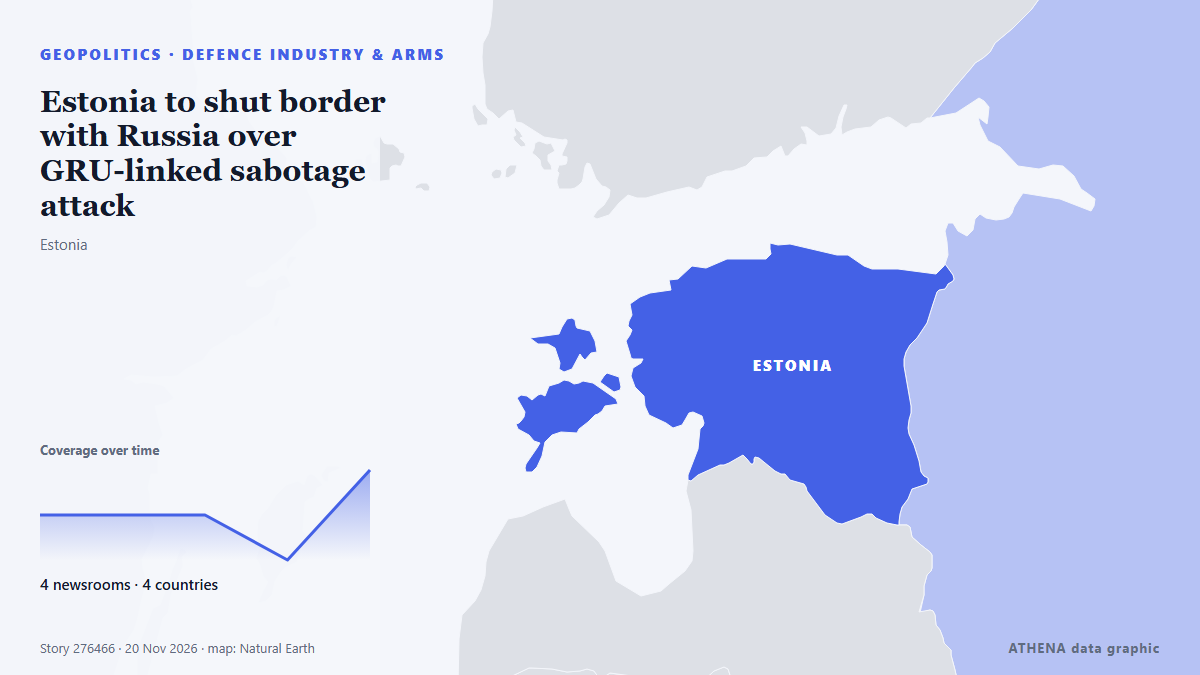 GEOPOLITICS · DEFENCE INDUSTRY & ARMS
Estonia to shut border
with Russia over
GRU-linked sabotage
attack
Estonia
ESTONIA
Coverage over time
4 newsrooms · 4 countries
Story 276466 · 20 Nov 2026 · map: Natural Earth
ATHENA data graphic